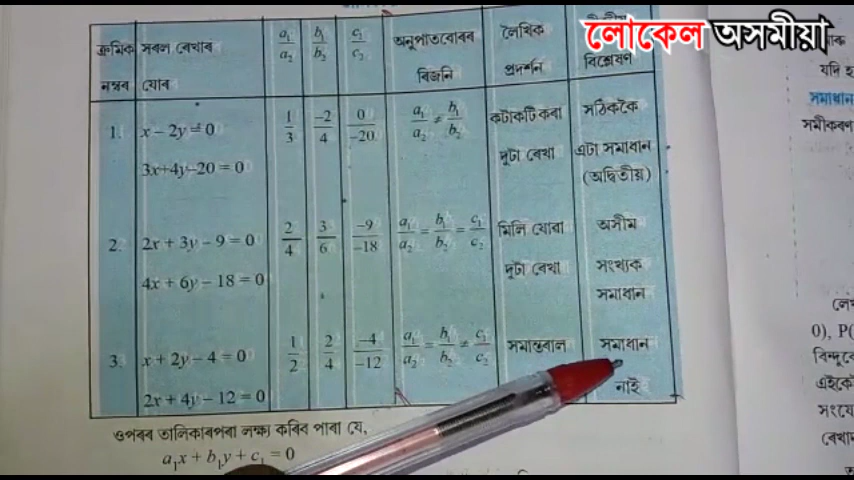 লোকেল অসমীয়া
ক্ৰমিক নম্বৰ
সৰল ৰেখাৰ যোৰ
a₁/a₂
b₁/b₂
c₁/c₂
অনুপাতবোৰৰ ৰিজনি
লৈখিক প্ৰদৰ্শন
বিশ্লেষণ
1. x − 2y = 0 1/3 −2/4 0/−20 a₁/a₂ ≠ b₁/b₂ কটাকটি কৰা সঠিককৈ
3x+4y−20 = 0 দুটা ৰেখা এটা সমাধান
(অদ্বিতীয়)
2. 2x + 3y − 9 = 0 2/4 3/6 −9/−18 a₁/a₂ = b₁/b₂ = c₁/c₂ মিলি যোৱা অসীম
4x + 6y − 18 = 0 দুটা ৰেখা সংখ্যক
সমাধান
3. x + 2y − 4 = 0 1/2 2/4 −4/−12 a₁/a₂ = b₁/b₂ ≠ c₁/c₂ সমান্তৰাল সমাধান
2x + 4y − 12 = 0 নাই
ওপৰৰ তালিকাৰপৰা লক্ষ্য কৰিব পাৰা যে,
a₁x + b₁y + c₁ = 0
যদি হ
সমাধান
সমীকৰণ
0), P(
বিন্দুৰে
এইকে
সংযো